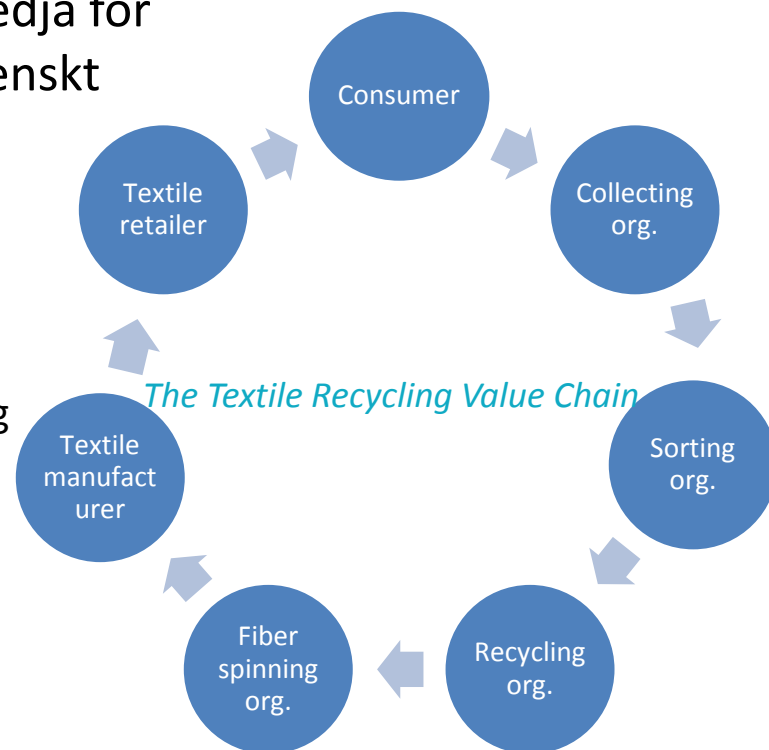 edja för
enskt
Consumer
Collecting
org.
Sorting
org.
Recycling
org.
Fiber
spinning
org.
Textile
manufact
urer
Textile
retailer
The Textile Recycling Value Chain
g